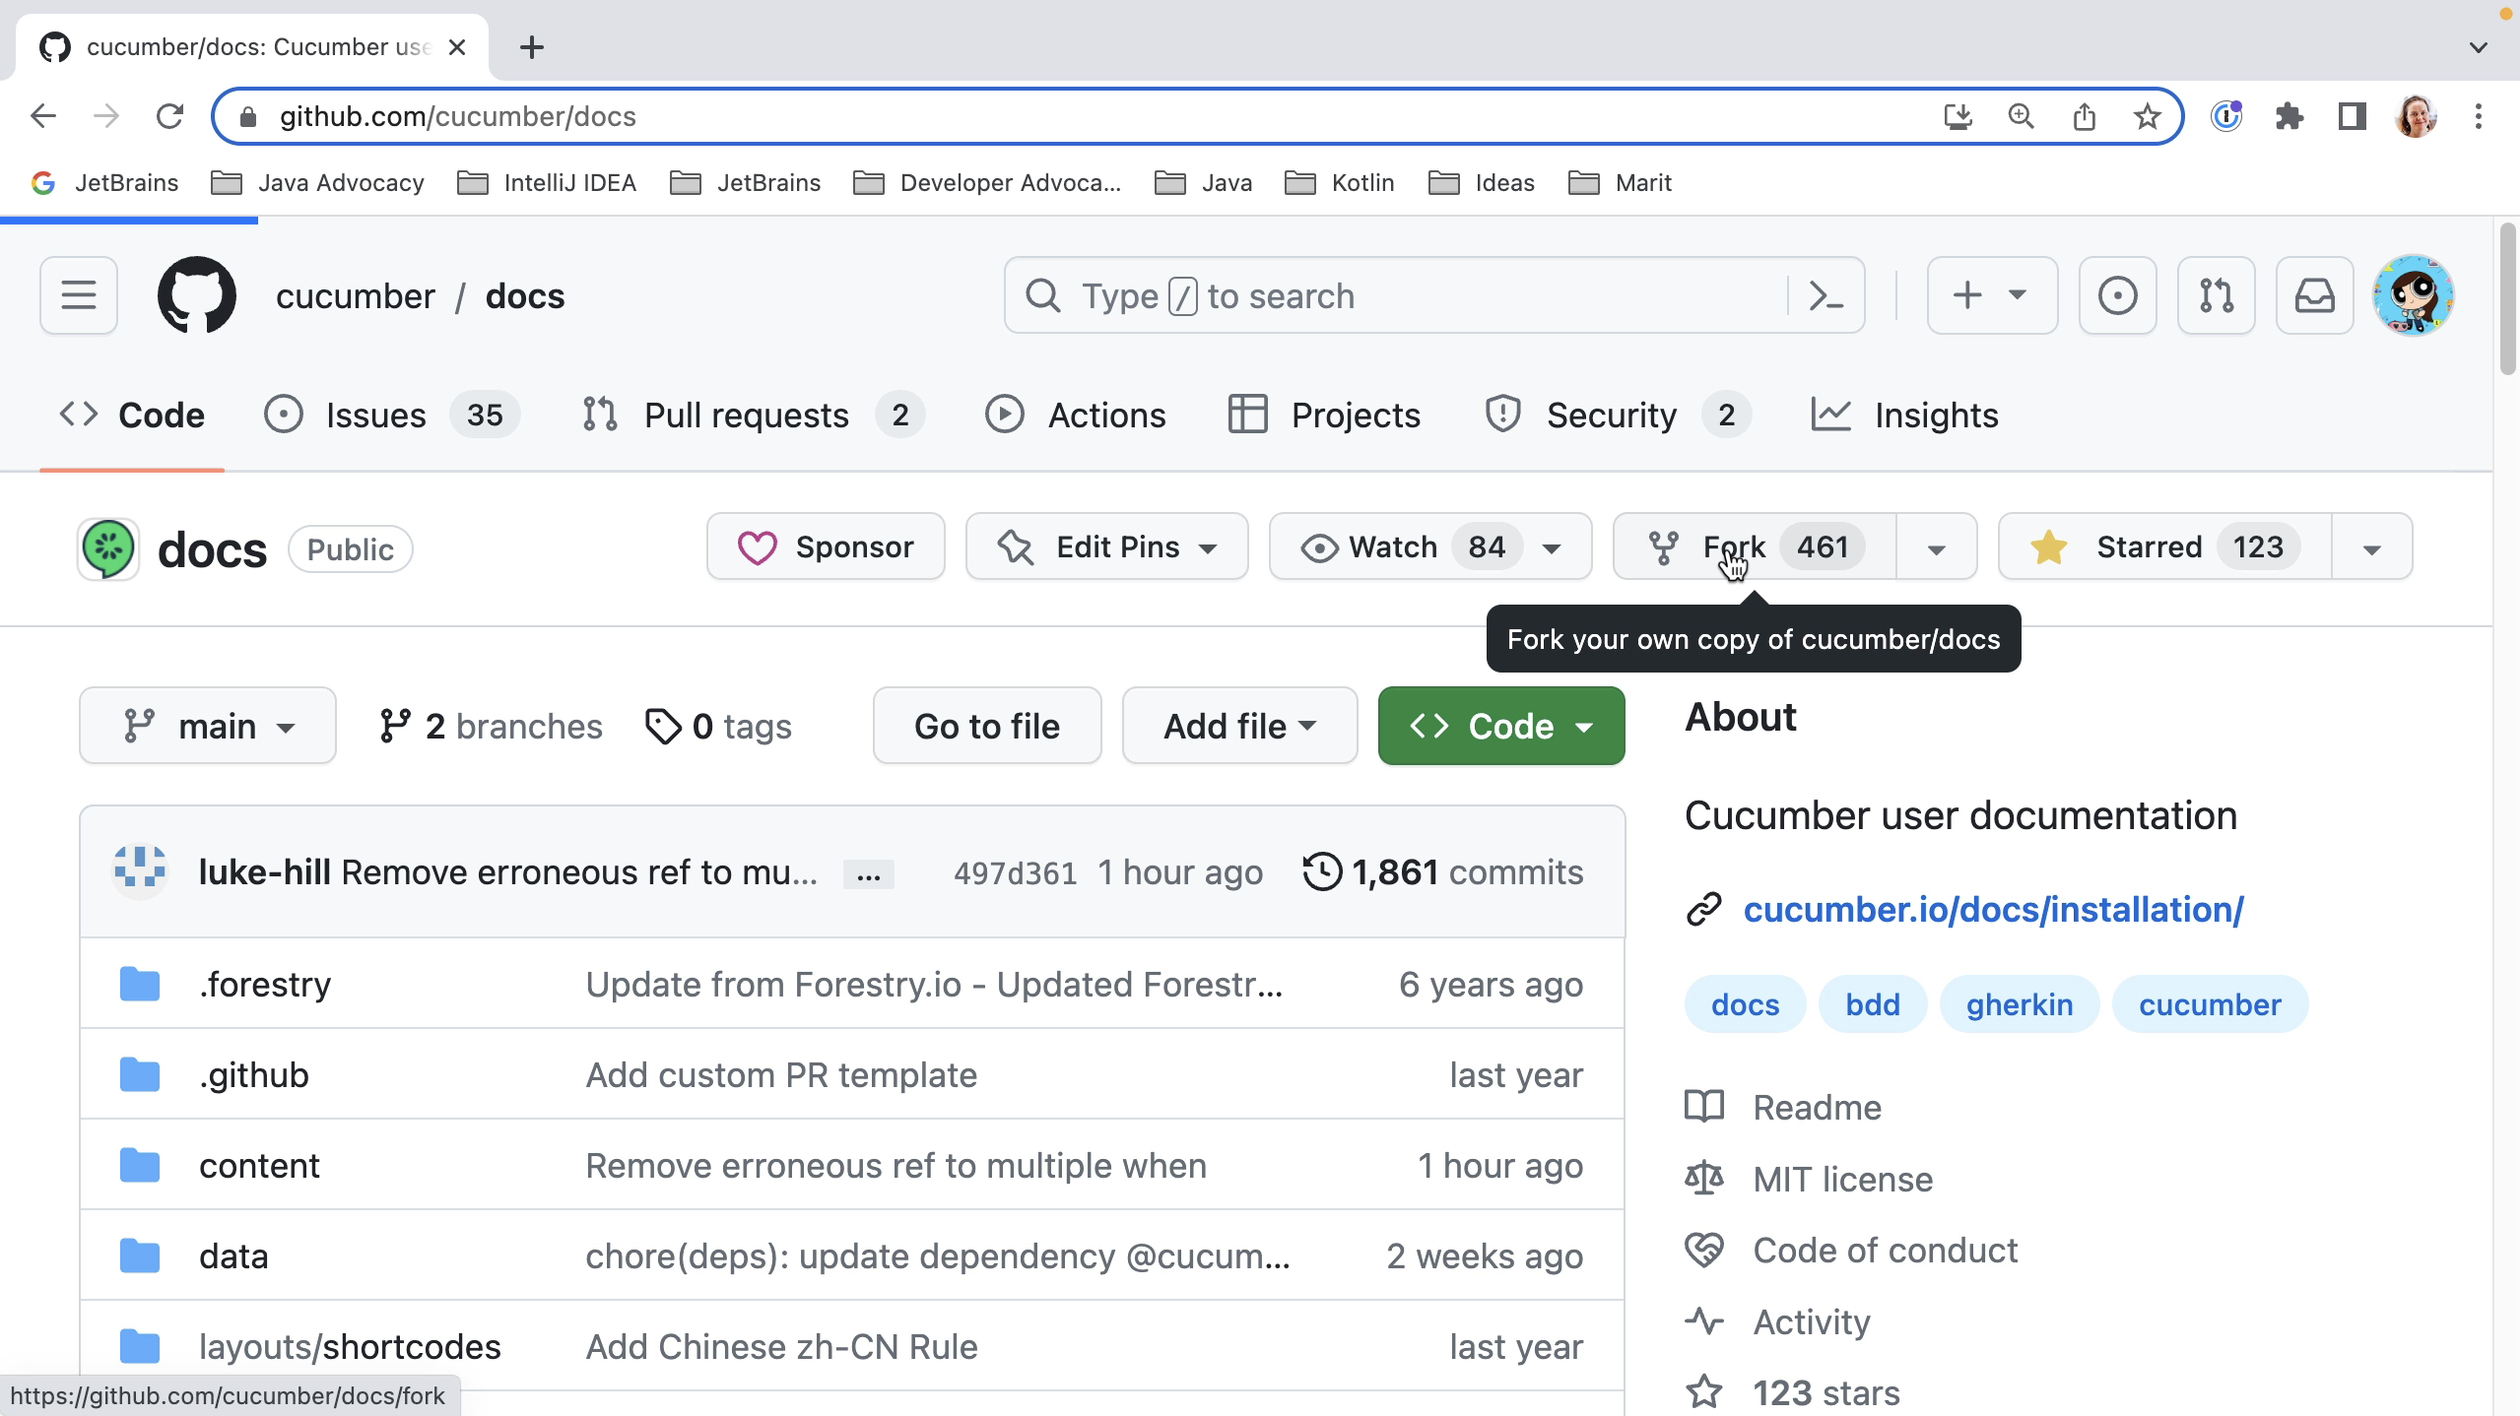 cucumber/docs: Cucumber use
github.com/cucumber/docs
JetBrains Java Advocacy IntelliJ IDEA JetBrains Developer Advoca... Java Kotlin Ideas Marit
cucumber / docs Type / to search
Code Issues 35 Pull requests 2 Actions Projects Security 2 Insights
docs Public Sponsor Edit Pins Watch 84 Fork 461 Starred 123
Fork your own copy of cucumber/docs
main 2 branches 0 tags Go to file Add file Code
About
Cucumber user documentation
luke-hill Remove erroneous ref to mu... ... 497d361 1 hour ago 1,861 commits
cucumber.io/docs/installation/
.forestry Update from Forestry.io - Updated Forestr... 6 years ago
docs bdd gherkin cucumber
.github Add custom PR template last year
Readme
content Remove erroneous ref to multiple when 1 hour ago
MIT license
data chore(deps): update dependency @cucum... 2 weeks ago
Code of conduct
Activity
layouts/shortcodes Add Chinese zh-CN Rule last year
123 stars
https://github.com/cucumber/docs/fork